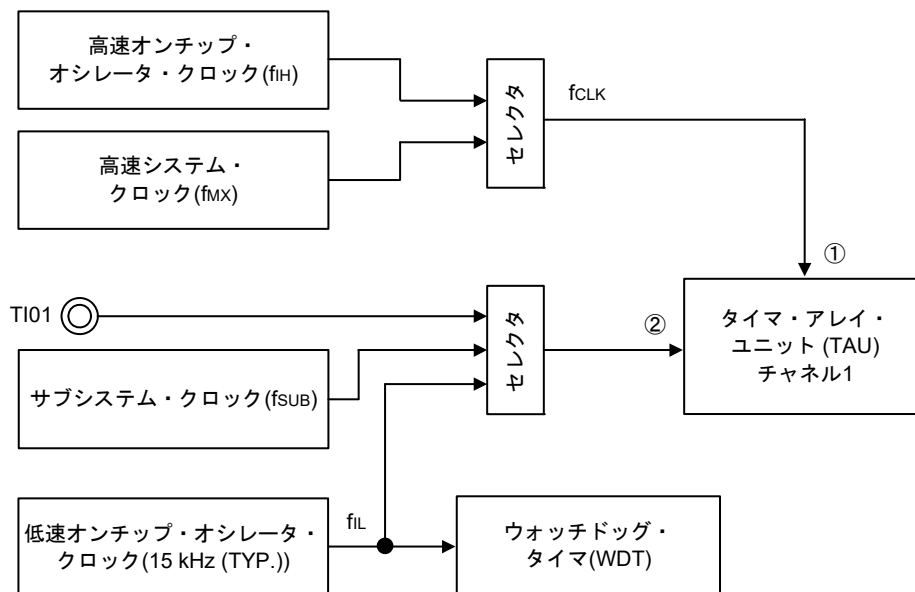 高速オンチップ・
オシレータ・クロック(fIH)
高速システム・
クロック(fMX)
セレクタ
fCLK
①
TI01
サブシステム・クロック(fSUB)
セレクタ
②
タイマ・アレイ・
ユニット (TAU)
チャネル1
低速オンチップ・オシレータ・
クロック(15 kHz (TYP.))
fIL
ウォッチドッグ・
タイマ(WDT)